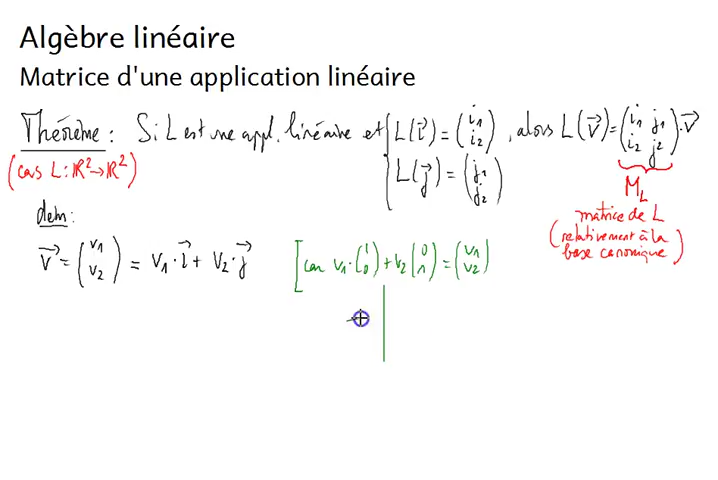 Algèbre linéaire
Matrice d'une application linéaire
Théorème : Si L est une appl. linéaire et { L(i⃗) = (i₁ i₂) , alors L(v⃗) = (i₁ j₁ i₂ j₂) · v⃗
L(j⃗) = (j₁ j₂)
(cas L : ℝ² → ℝ²)
M_L
matrice de L
(relativement à la
base canonique)
dem :
v⃗ = (v₁ v₂) = v₁ · i⃗ + v₂ · j⃗ [car v₁ · (1 0) + v₂ (0 1) = (v₁ v₂)